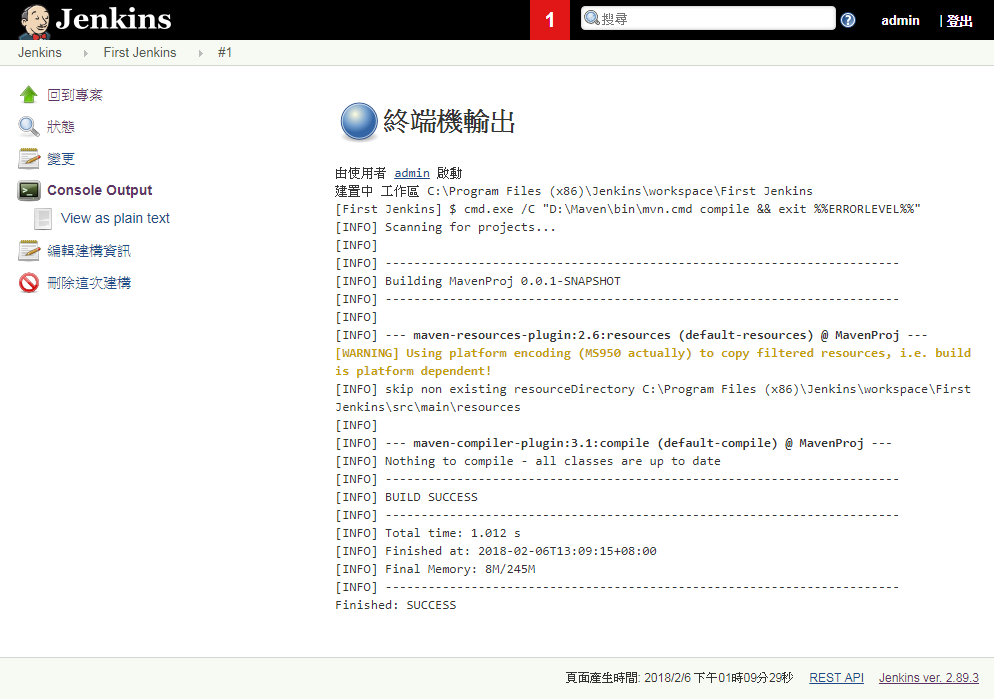 Jenkins
1
搜尋
admin
| 登出
Jenkins
First Jenkins
#1
回到專案
狀態
變更
Console Output
View as plain text
編輯建構資訊
刪除這次建構
終端機輸出
由使用者 admin 啟動
建置中 工作區 C:\Program Files (x86)\Jenkins\workspace\First Jenkins
[First Jenkins] $ cmd.exe /C "D:\Maven\bin\mvn.cmd compile && exit %%ERRORLEVEL%%"
[INFO] Scanning for projects...
[INFO]
[INFO] ------------------------------------------------------------------------
[INFO] Building MavenProj 0.0.1-SNAPSHOT
[INFO] ------------------------------------------------------------------------
[INFO]
[INFO] --- maven-resources-plugin:2.6:resources (default-resources) @ MavenProj ---
[WARNING] Using platform encoding (MS950 actually) to copy filtered resources, i.e. build
is platform dependent!
[INFO] skip non existing resourceDirectory C:\Program Files (x86)\Jenkins\workspace\First
Jenkins\src\main\resources
[INFO]
[INFO] --- maven-compiler-plugin:3.1:compile (default-compile) @ MavenProj ---
[INFO] Nothing to compile - all classes are up to date
[INFO] ------------------------------------------------------------------------
[INFO] BUILD SUCCESS
[INFO] ------------------------------------------------------------------------
[INFO] Total time: 1.012 s
[INFO] Finished at: 2018-02-06T13:09:15+08:00
[INFO] Final Memory: 8M/245M
[INFO] ------------------------------------------------------------------------
Finished: SUCCESS
頁面產生時間: 2018/2/6 下午01時09分29秒
REST API
Jenkins ver. 2.89.3